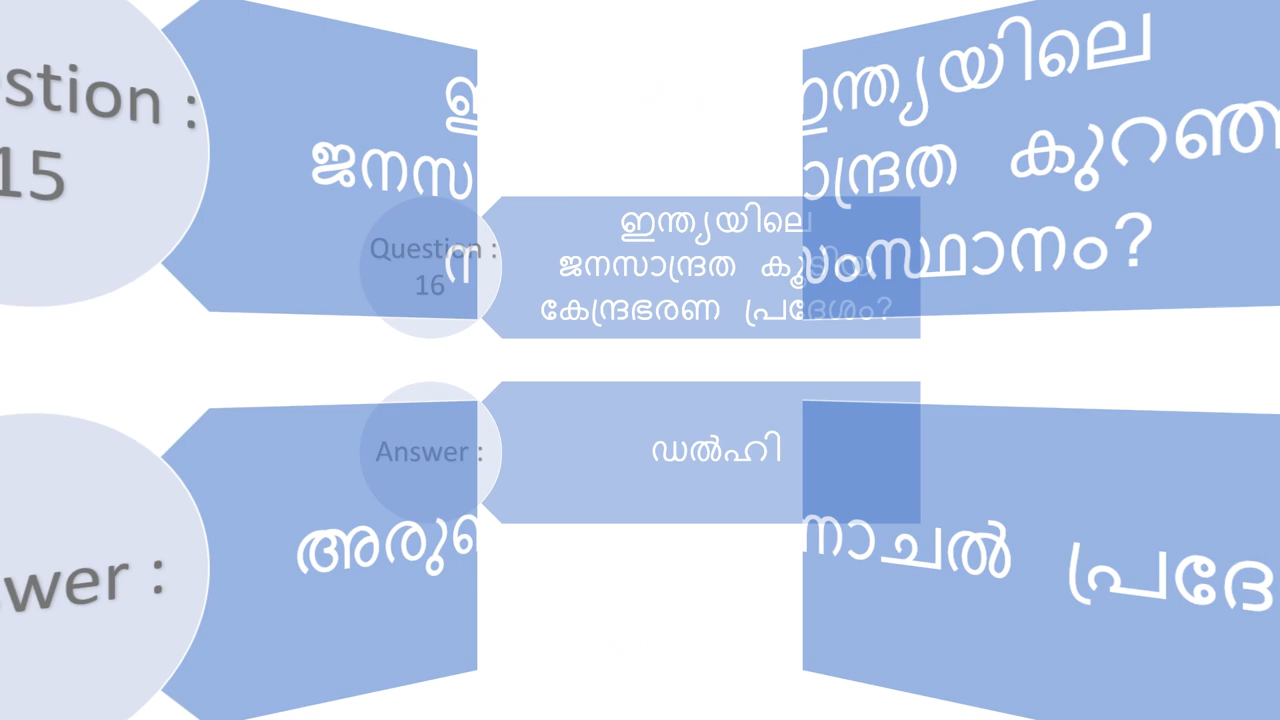 stion :
15
ഇന്ത്യയിലെ
ജനസ
ാന്ദ്രത കുറഞ്ഞ
സംസ്ഥാനം?
Question :
16
ഇന്ത്യയിലെ
ജനസാന്ദ്രത കൂടിയ
കേന്ദ്രഭരണ പ്രദേശം?
Answer :
ഡൽഹി
swer :
അരുണ
നാചൽ പ്രദേ